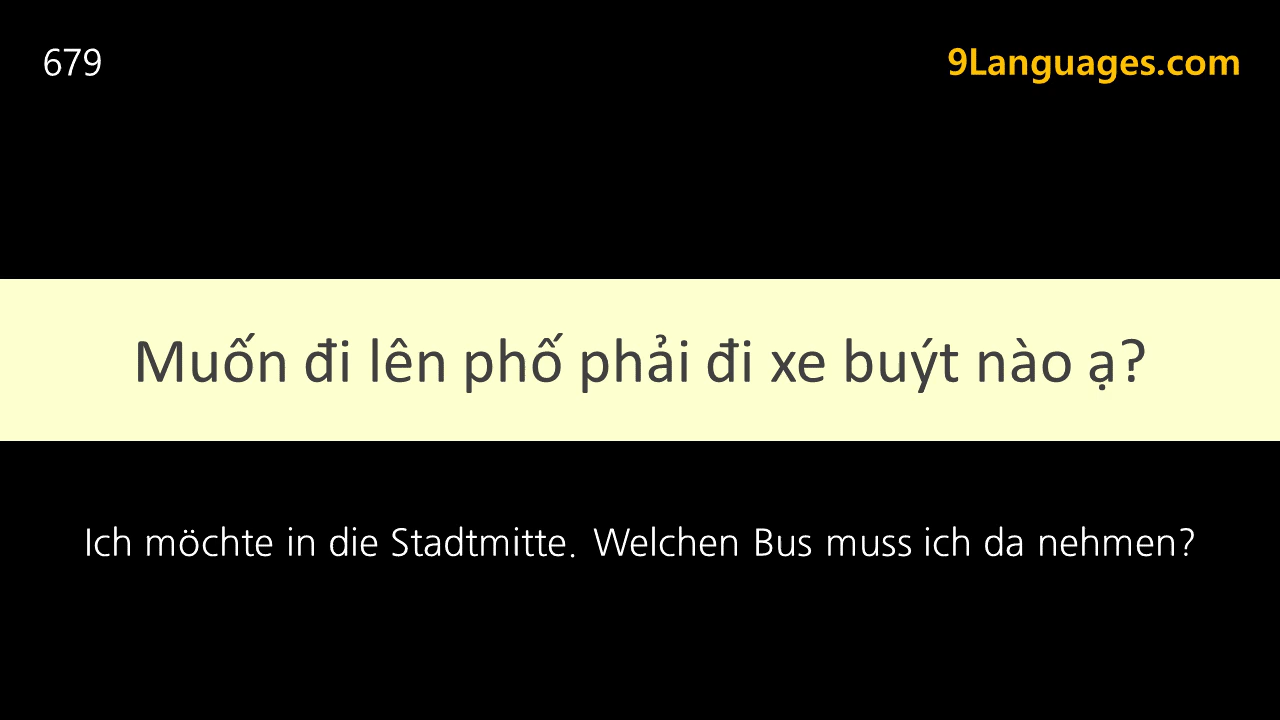 679
9Languages.com
Muốn đi lên phố phải đi xe buýt nào ạ?
Ich möchte in die Stadtmitte. Welchen Bus muss ich da nehmen?